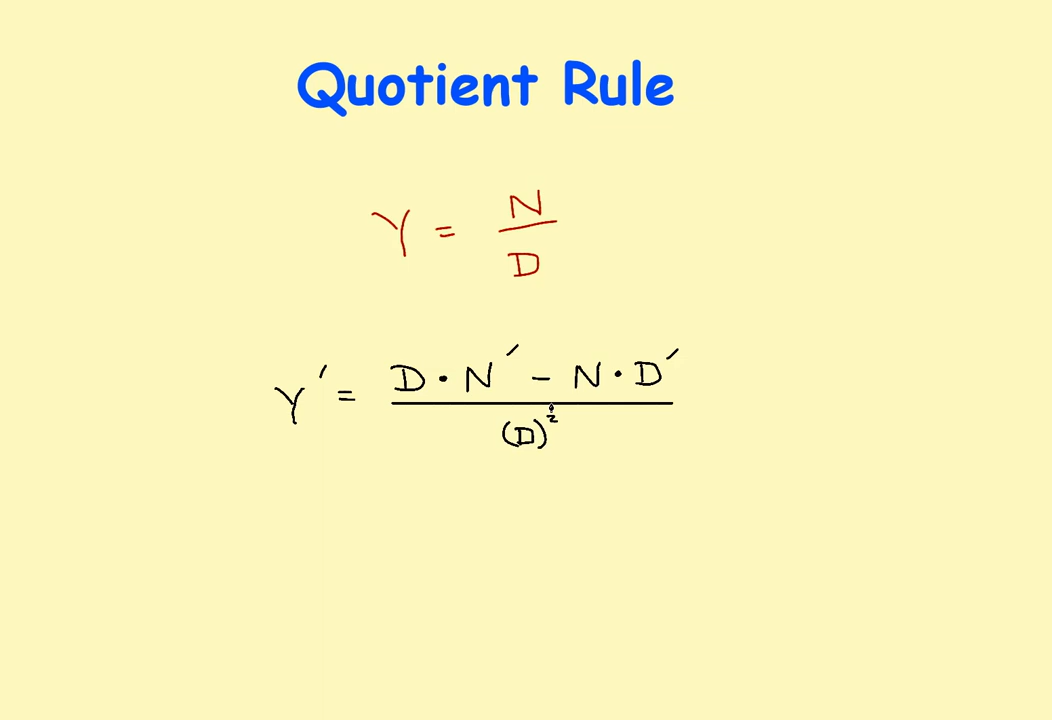 Quotient Rule
Y = N/D
Y' = D · N' - N · D' / (D)²